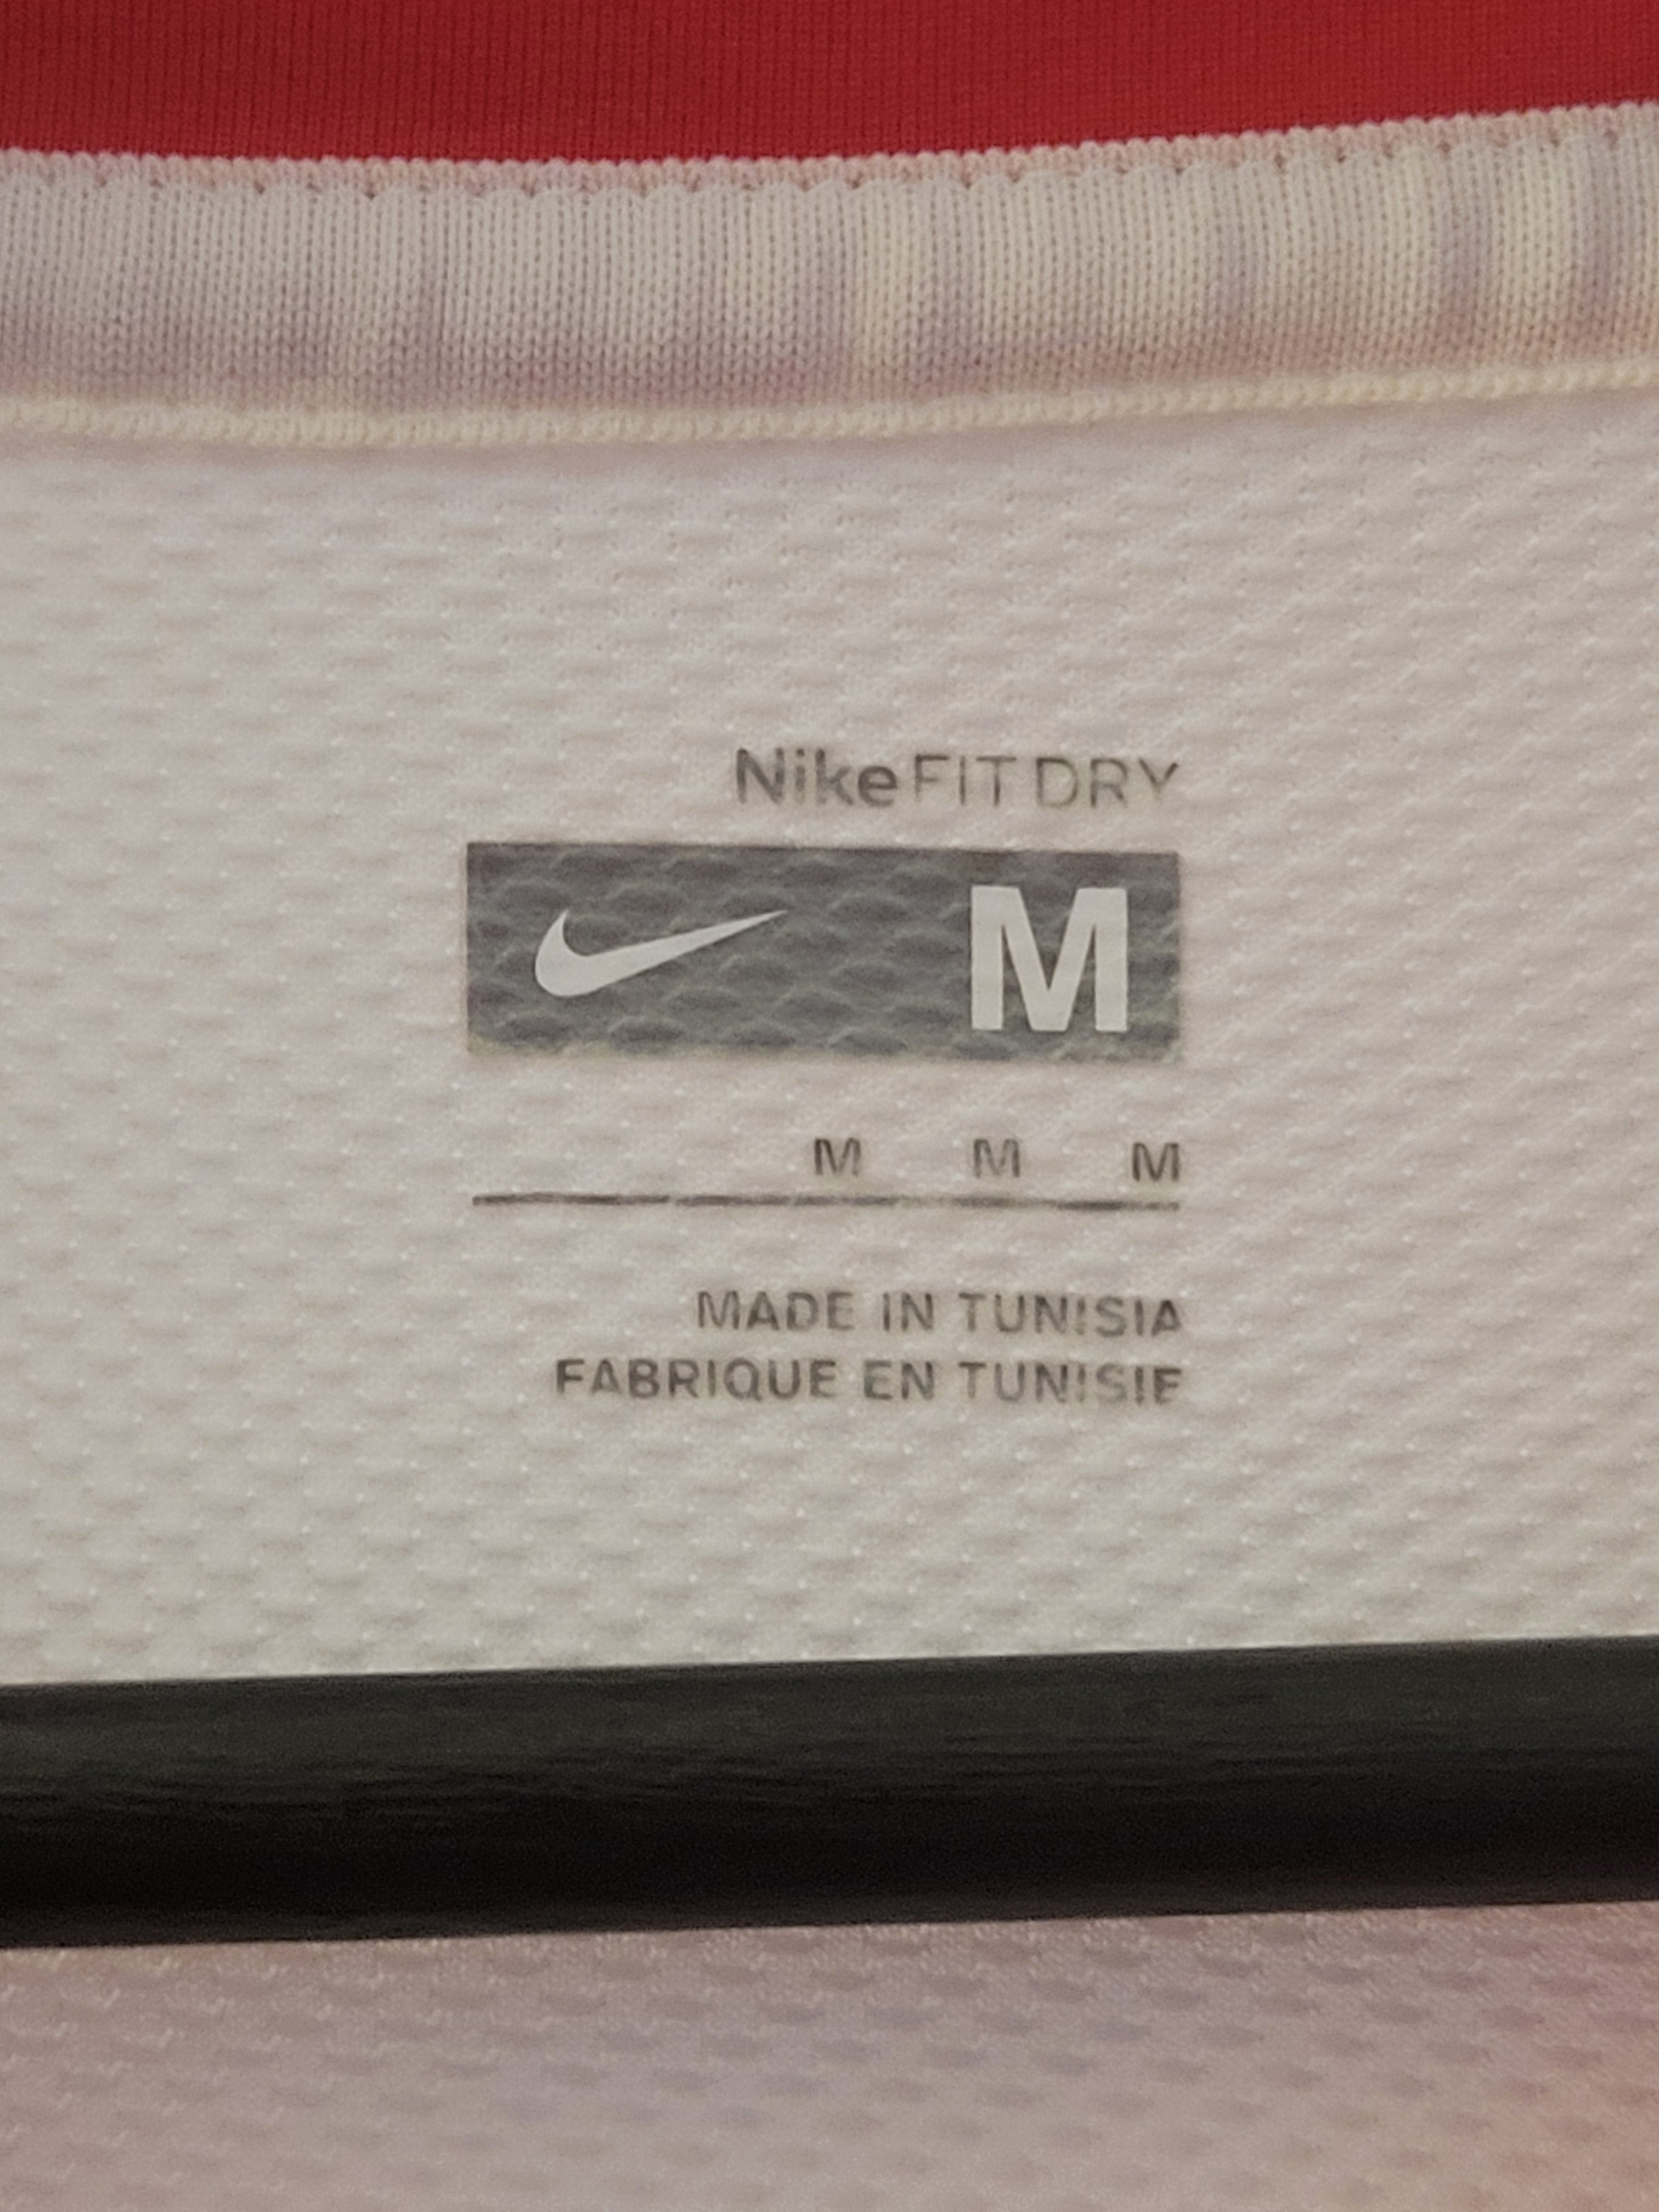 NikeFIT DRY
M
M M M
MADE IN TUNISIA
FABRIQUE EN TUNISIE